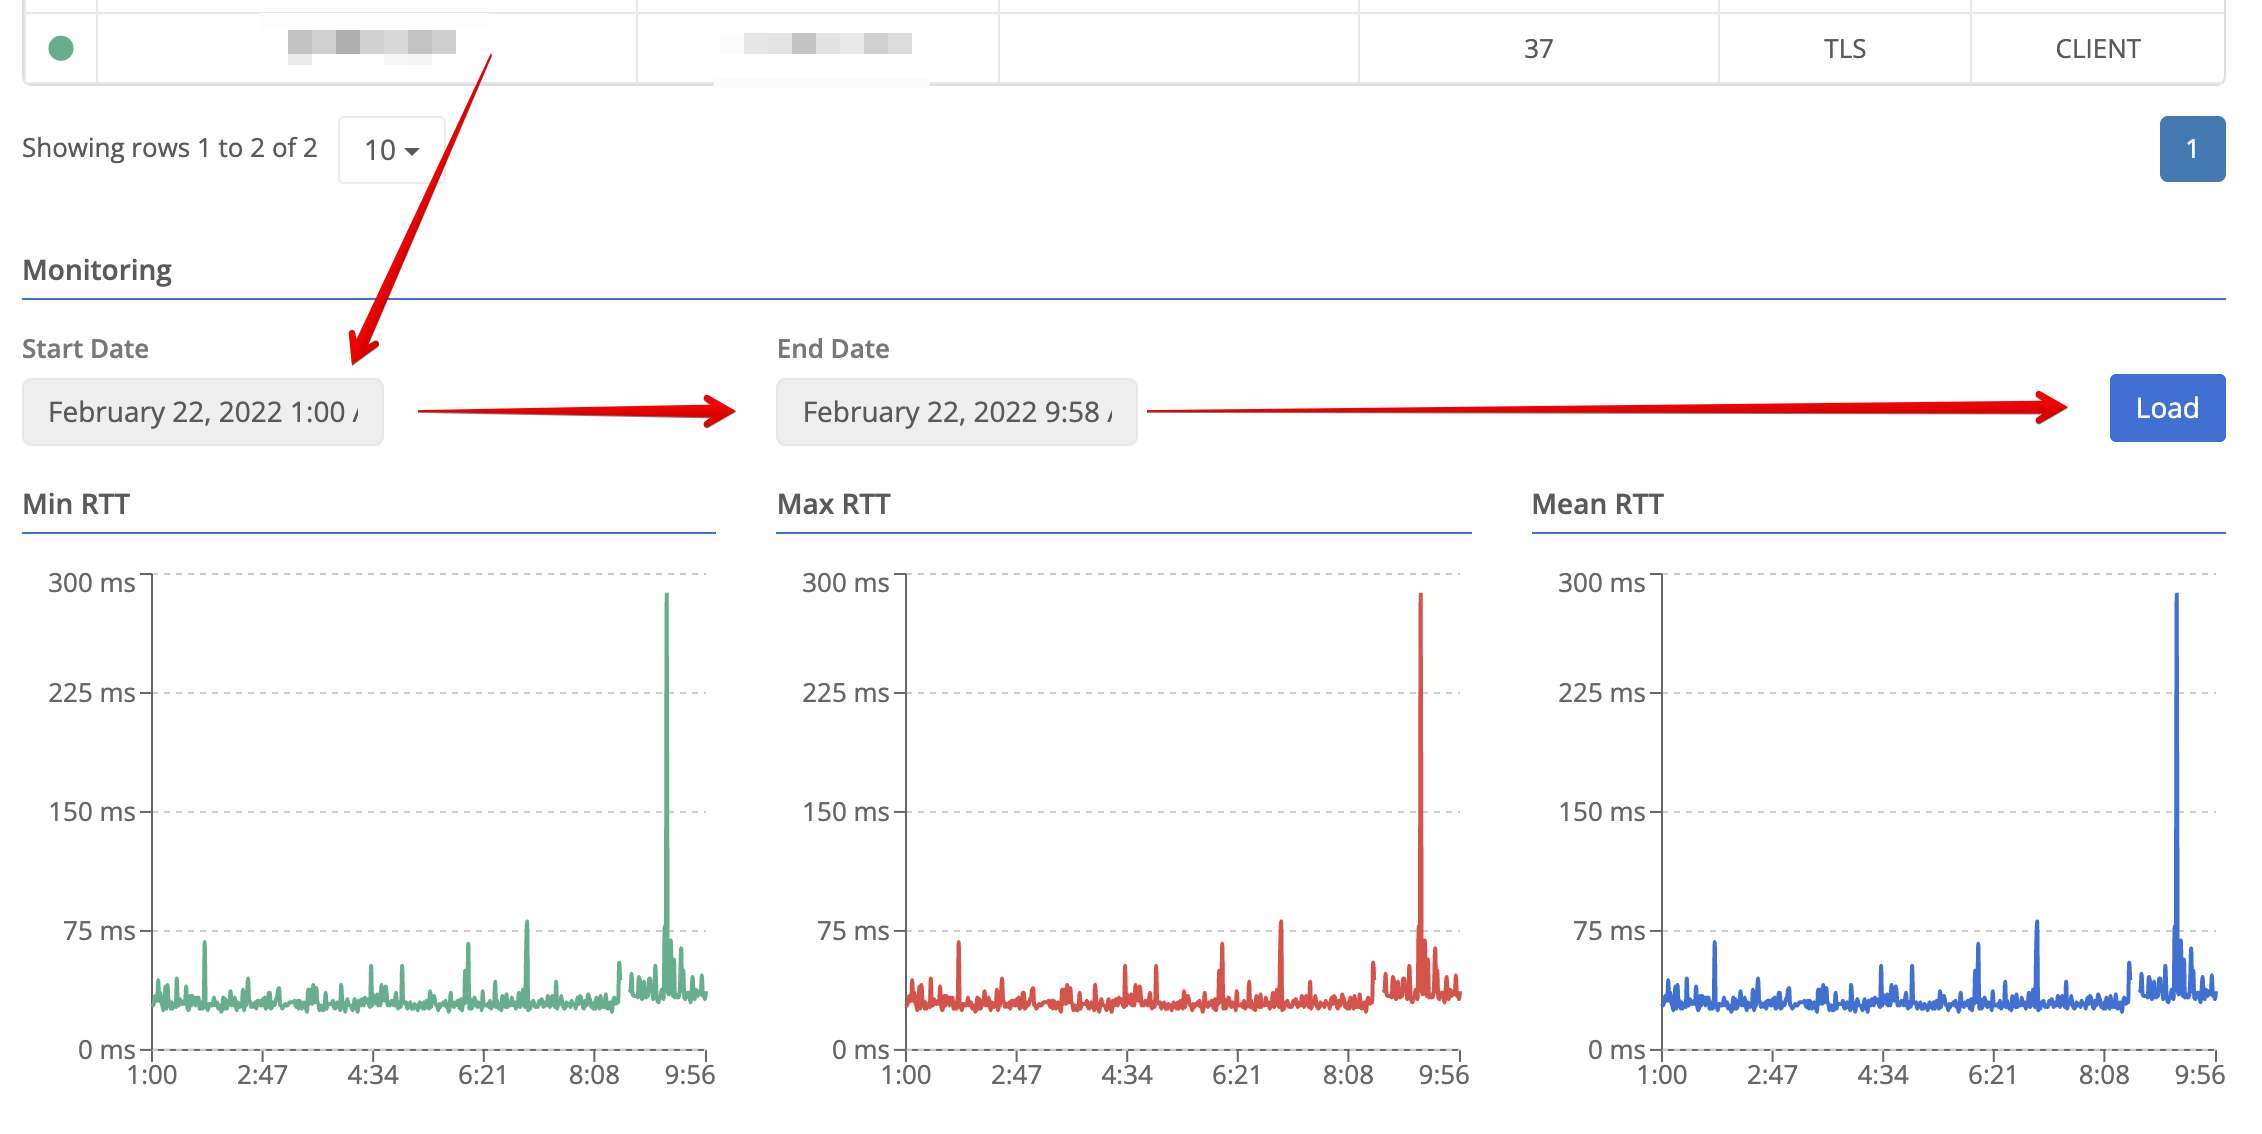 37 TLS CLIENT
Showing rows 1 to 2 of 2 10 1
Monitoring
Start Date End Date
February 22, 2022 1:00 February 22, 2022 9:58 Load
Min RTT Max RTT Mean RTT
300 ms 300 ms 300 ms
225 ms 225 ms 225 ms
150 ms 150 ms 150 ms
75 ms 75 ms 75 ms
0 ms 0 ms 0 ms
1:00 2:47 4:34 6:21 8:08 9:56 1:00 2:47 4:34 6:21 8:08 9:56 1:00 2:47 4:34 6:21 8:08 9:56